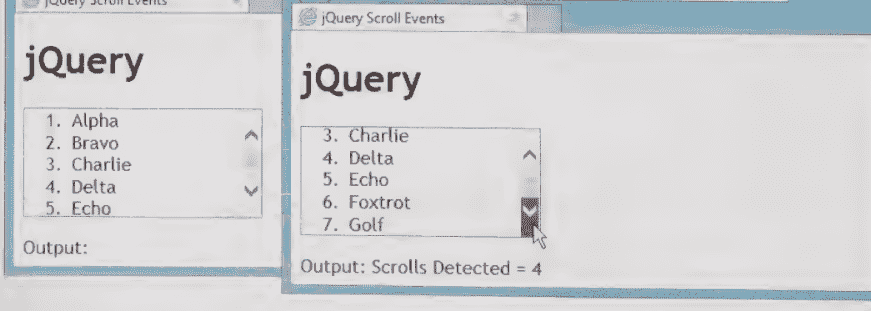 jQuery Scroll Events
jQuery
1. Alpha
2. Bravo
3. Charlie
4. Delta
5. Echo
Output:
jQuery Scroll Events
jQuery
3. Charlie
4. Delta
5. Echo
6. Foxtrot
7. Golf
Output: Scrolls Detected = 4